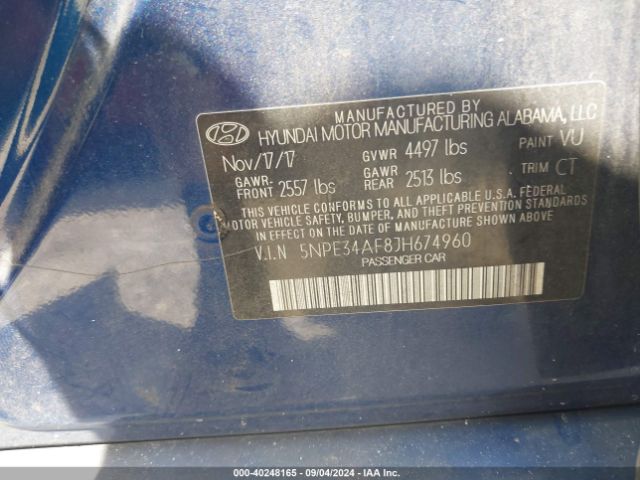 MANUFACTURED BY
HYUNDAI MOTOR MANUFACTURING ALABAMA, LLC
Nov/17/17 GVWR 4497 lbs PAINT VU
GAWR FRONT 2557 lbs GAWR REAR 2513 lbs TRIM CT
THIS VEHICLE CONFORMS TO ALL APPLICABLE U.S.A. FEDERAL
MOTOR VEHICLE SAFETY, BUMPER, AND THEFT PREVENTION STANDARDS
IN EFFECT ON THE DATE OF MANUFACTURE SHOWN ABOVE
V.I.N 5NPE34AF8JH674960
PASSENGER CAR
000-40248165 - 09/04/2024 - IAA Inc.